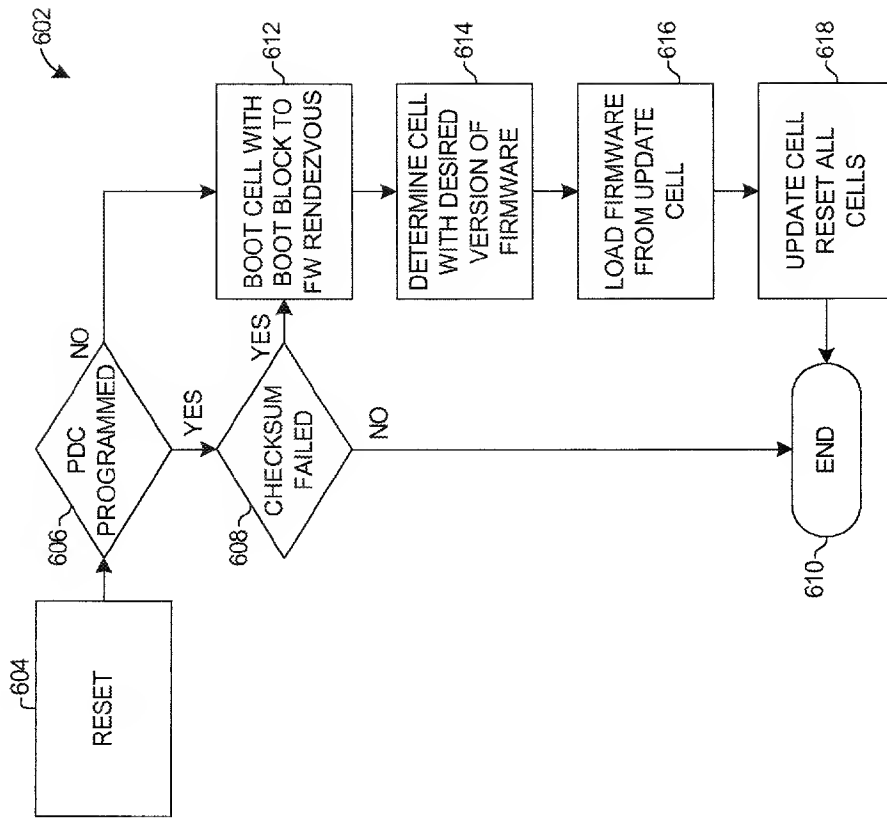 602
604
RESET
606
PDC
PROGRAMMED
NO
YES
608
CHECKSUM
FAILED
YES
NO
612
BOOT CELL WITH
BOOT BLOCK TO
FW RENDEZVOUS
614
DETERMINE CELL
WITH DESIRED
VERSION OF
FIRMWARE
616
LOAD FIRMWARE
FROM UPDATE
CELL
618
UPDATE CELL
RESET ALL
CELLS
END
610